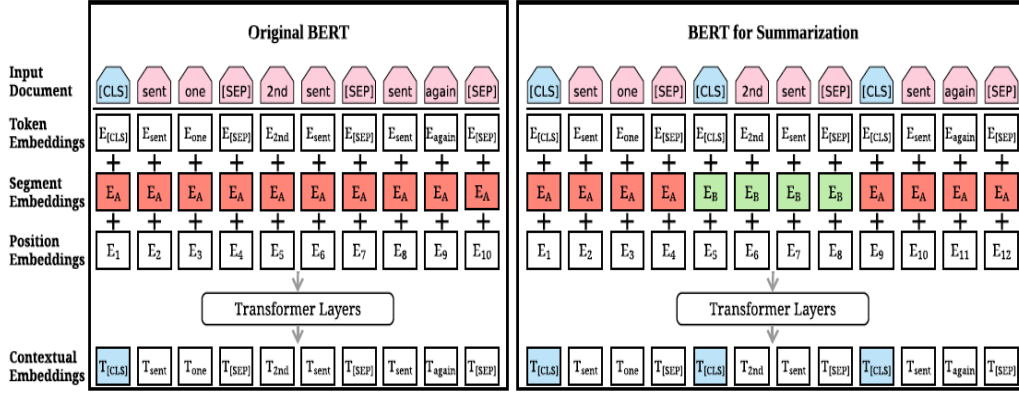 Original BERT
BERT for Summarization
Input Document
[CLS] sent one [SEP] 2nd sent [SEP] sent again [SEP]
[CLS] sent one [SEP] [CLS] 2nd sent [SEP] [CLS] sent again [SEP]
Token Embeddings
E[CLS] Esent Eone E[SEP] E2nd Esent E[SEP] Esent Eagain E[SEP]
E[CLS] Esent Eone E[SEP] E[CLS] E2nd Esent E[SEP] E[CLS] Esent Eagain E[SEP]
+ + + + + + + + + +
+ + + + + + + + + + + +
Segment Embeddings
EA EA EA EA EA EA EA EA EA EA
EA EA EA EA EB EB EB EB EA EA EA EA
+ + + + + + + + + +
+ + + + + + + + + + + +
Position Embeddings
E1 E2 E3 E4 E5 E6 E7 E8 E9 E10
E1 E2 E3 E4 E5 E6 E7 E8 E9 E10 E11 E12
Transformer Layers
Transformer Layers
Contextual Embeddings
T[CLS] Tsent Tone T[SEP] T2nd Tsent T[SEP] Tsent Tagain T[SEP]
T[CLS] Tsent Tone T[SEP] T[CLS] T2nd Tsent T[SEP] T[CLS] Tsent Tagain T[SEP]